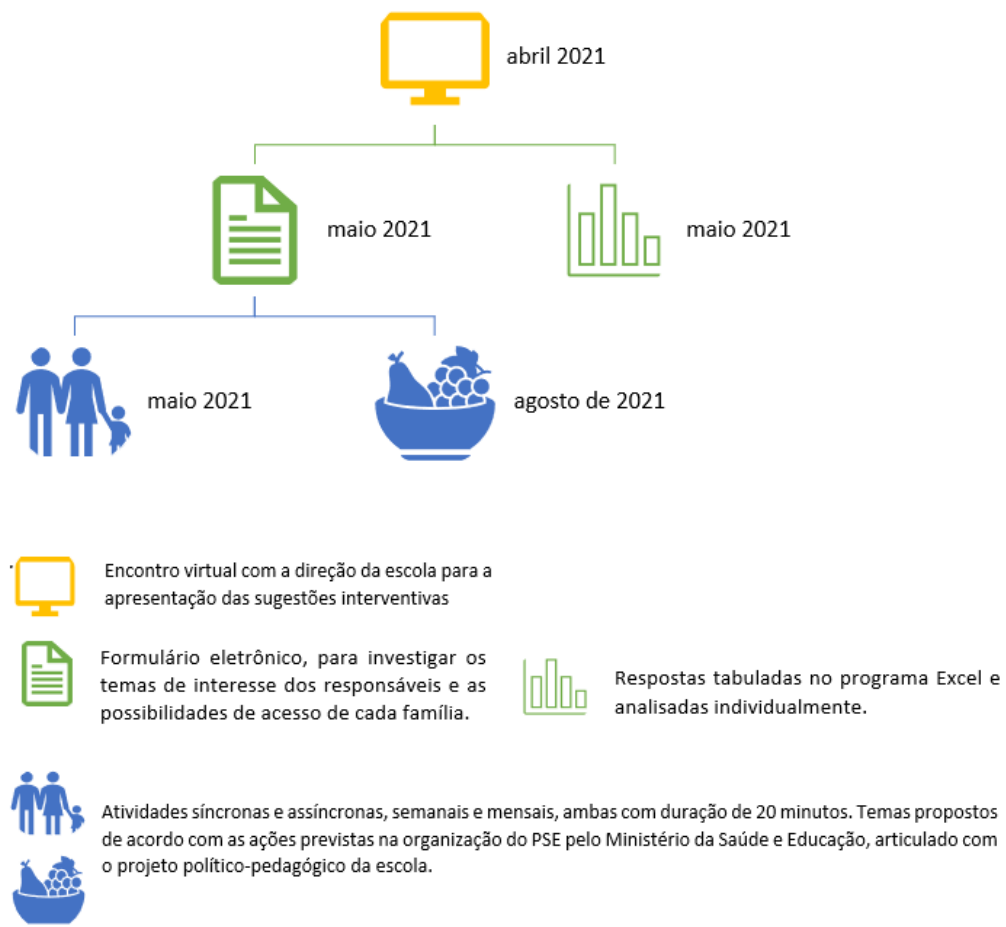 abril 2021
maio 2021
maio 2021
maio 2021
agosto de 2021
Encontro virtual com a direção da escola para a
apresentação das sugestões interventivas
Formulário eletrônico, para investigar os
temas de interesse dos responsáveis e as
possibilidades de acesso de cada família.
Respostas tabuladas no programa Excel e
analisadas individualmente.
Atividades síncronas e assíncronas, semanais e mensais, ambas com duração de 20 minutos. Temas propostos
de acordo com as ações previstas na organização do PSE pelo Ministério da Saúde e Educação, articulado com
o projeto político-pedagógico da escola.